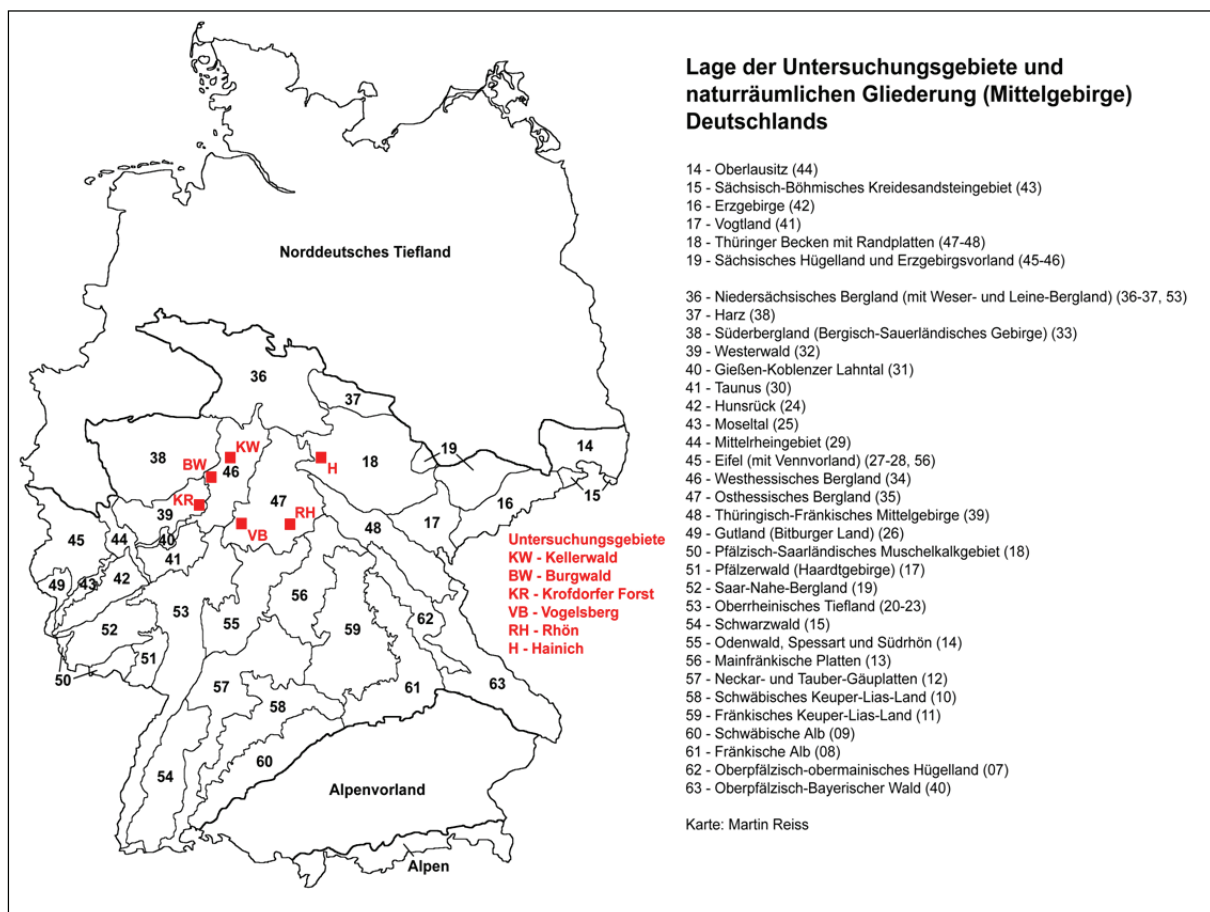 Lage der Untersuchungsgebiete und
naturräumlichen Gliederung (Mittelgebirge)
Deutschlands
14 - Oberlausitz (44)
15 - Sächsisch-Böhmisches Kreidesandsteingebiet (43)
16 - Erzgebirge (42)
17 - Vogtland (41)
18 - Thüringer Becken mit Randplatten (47-48)
19 - Sächsisches Hügelland und Erzgebirgsvorland (45-46)
36 - Niedersächsisches Bergland (mit Weser- und Leine-Bergland) (36-37, 53)
37 - Harz (38)
38 - Süderbergland (Bergisch-Sauerländisches Gebirge) (33)
39 - Westerwald (32)
40 - Gießen-Koblenzer Lahntal (31)
41 - Taunus (30)
42 - Hunsrück (24)
43 - Moseltal (25)
44 - Mittelrheingebiet (29)
45 - Eifel (mit Vennvorland) (27-28, 56)
46 - Westhessisches Bergland (34)
47 - Osthessisches Bergland (35)
48 - Thüringisch-Fränkisches Mittelgebirge (39)
49 - Gutland (Bitburger Land) (26)
50 - Pfälzisch-Saarländisches Muschelkalkgebiet (18)
51 - Pfälzerwald (Haardtgebirge) (17)
52 - Saar-Nahe-Bergland (19)
53 - Oberrheinisches Tiefland (20-23)
54 - Schwarzwald (15)
55 - Odenwald, Spessart und Südrhön (14)
56 - Mainfränkische Platten (13)
57 - Neckar- und Tauber-Gäuplatten (12)
58 - Schwäbisches Keuper-Lias-Land (10)
59 - Fränkisches Keuper-Lias-Land (11)
60 - Schwäbische Alb (09)
61 - Fränkische Alb (08)
62 - Oberpfälzisch-obermainisches Hügelland (07)
63 - Oberpfälzisch-Bayerischer Wald (40)
Karte: Martin Reiss
Norddeutsches Tiefland
36
37
38
KW
BW
46
H
18
19
14
15
16
17
KR
39
47
RH
VB
48
45
44
40
41
49
43
42
Untersuchungsgebiete
KW - Kellerwald
BW - Burgwald
KR - Krofdorfer Forst
VB - Vogelsberg
RH - Rhön
H - Hainich
53
55
56
59
62
52
51
50
57
58
61
63
60
54
Alpenvorland
Alpen